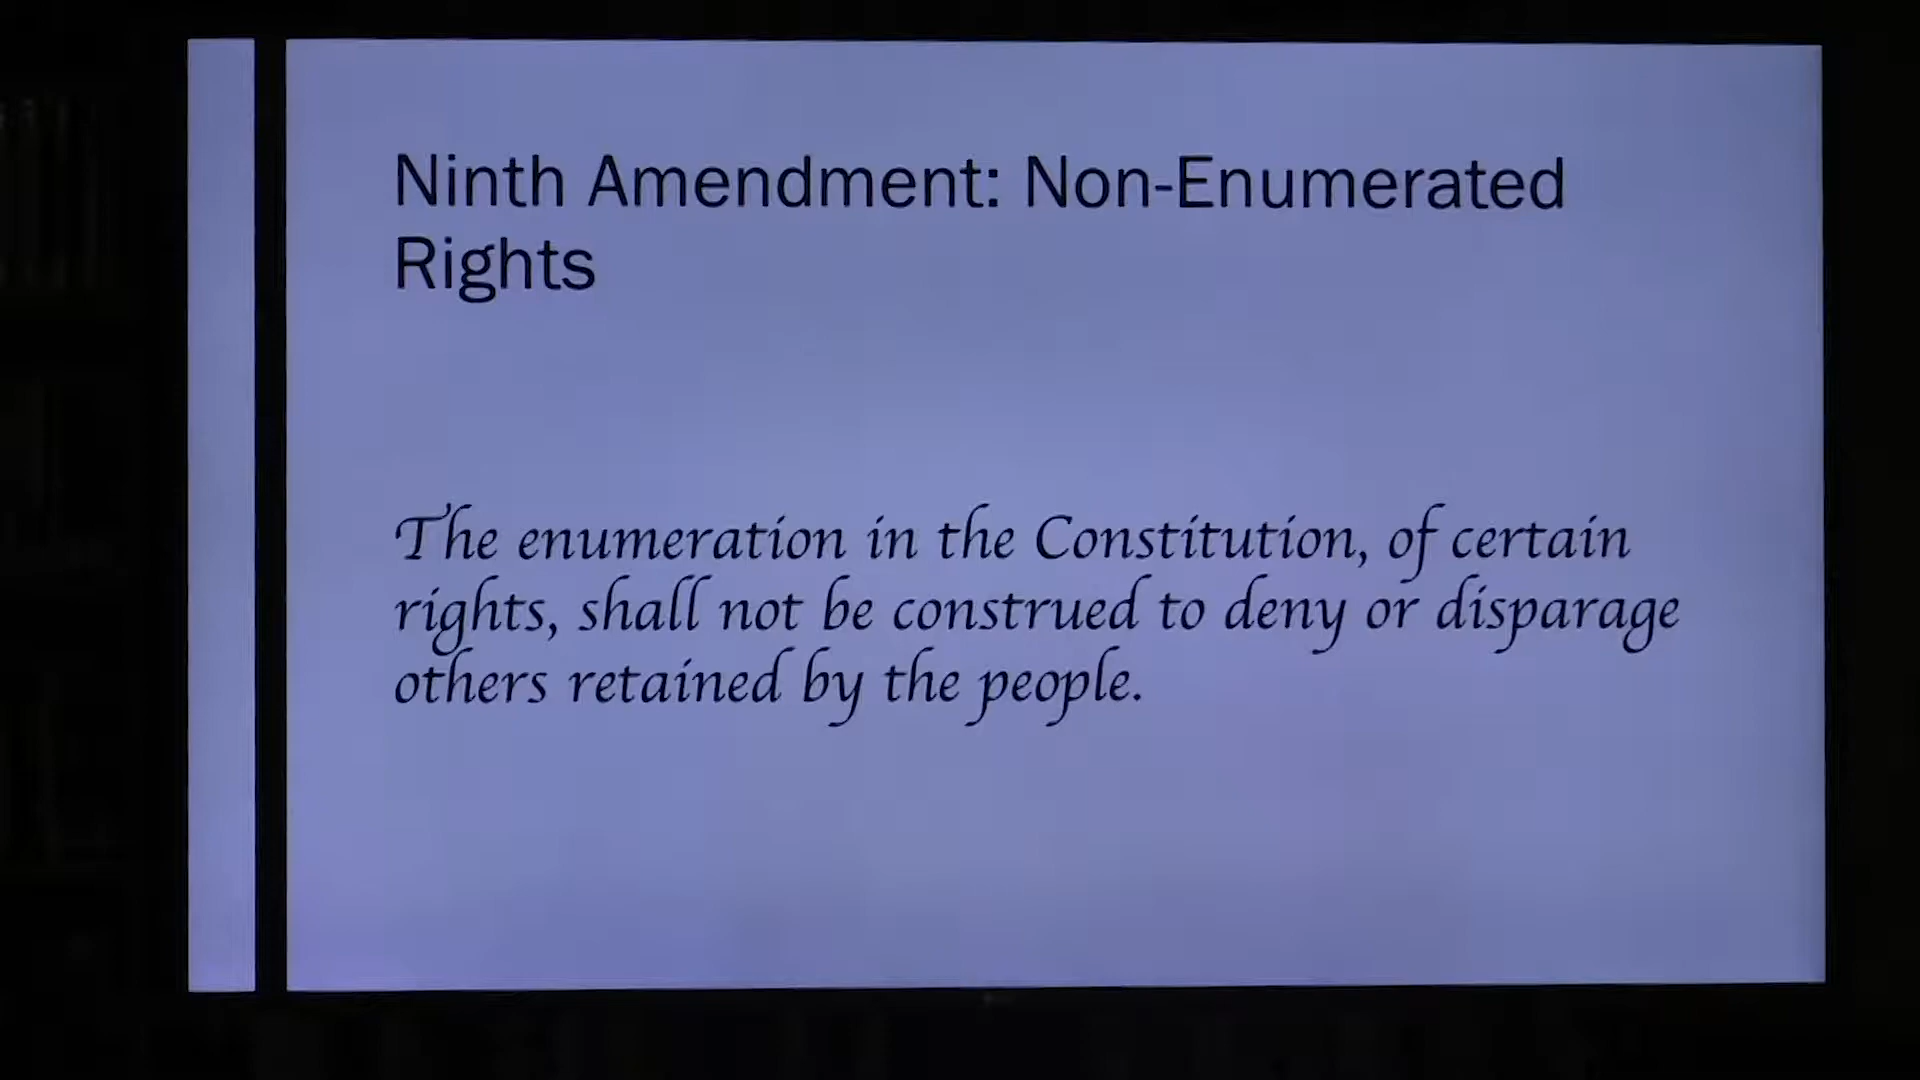 Ninth Amendment: Non-Enumerated
Rights
The enumeration in the Constitution, of certain
rights, shall not be construed to deny or disparage
others retained by the people.